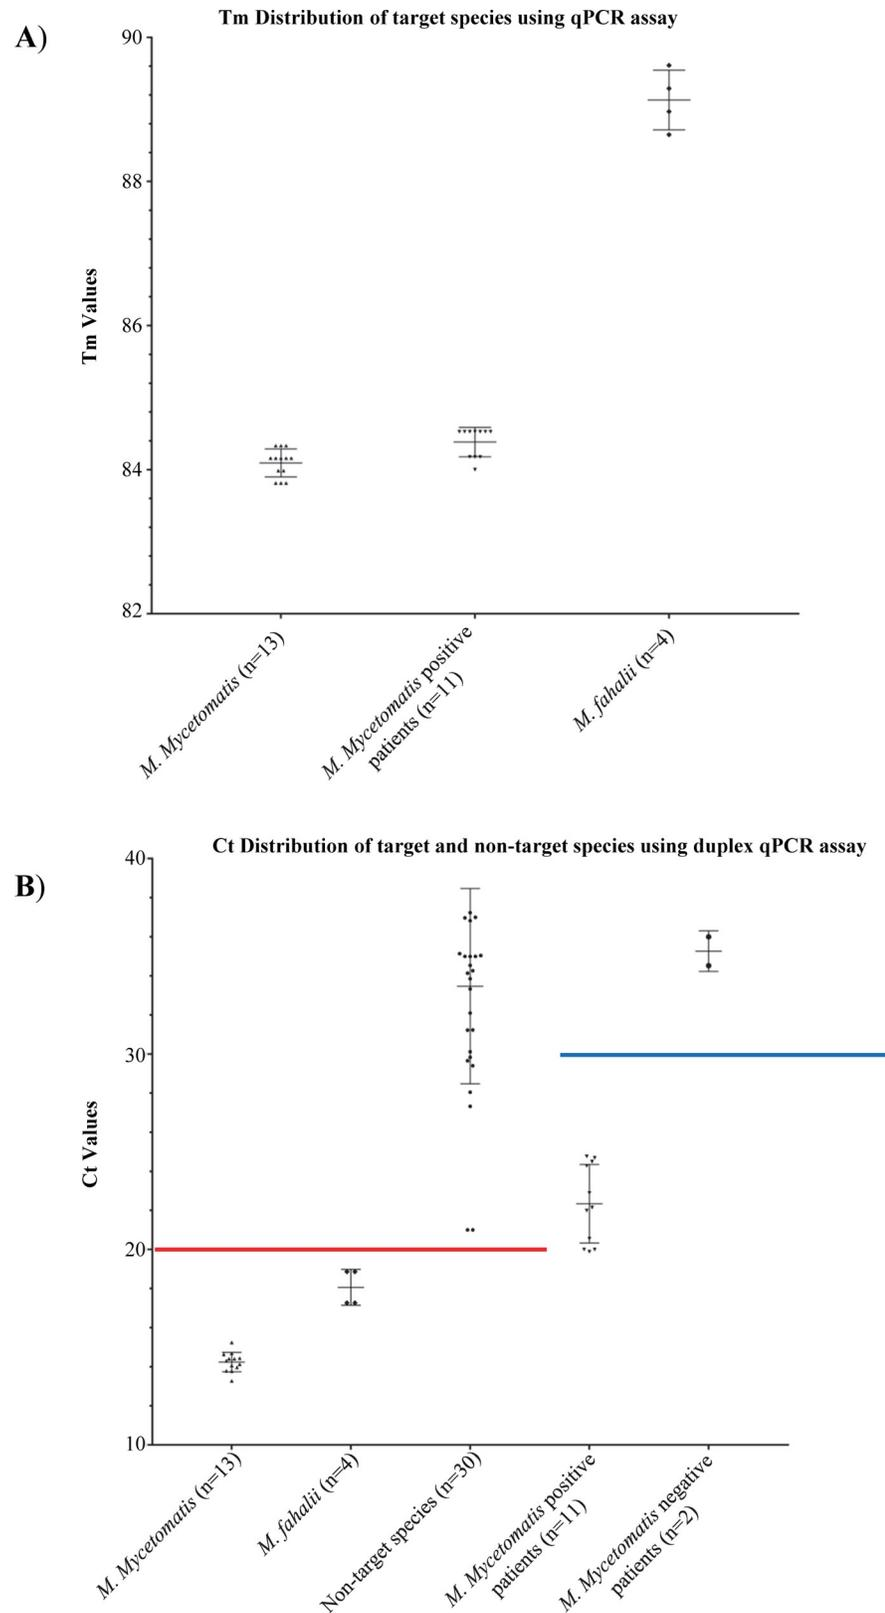 Tm Distribution of target species using qPCR assay
A)
90
88
86
84
82
Tm Values
M. Mycetomatis (n=13)
M. Mycetomatis positive
patients (n=11)
M. fahalii (n=4)
Ct Distribution of target and non-target species using duplex qPCR assay
B)
40
30
20
10
Ct Values
M. Mycetomatis (n=13)
M. fahalii (n=4)
Non-target species (n=30)
M. Mycetomatis positive
patients (n=11)
M. Mycetomatis negative
patients (n=2)